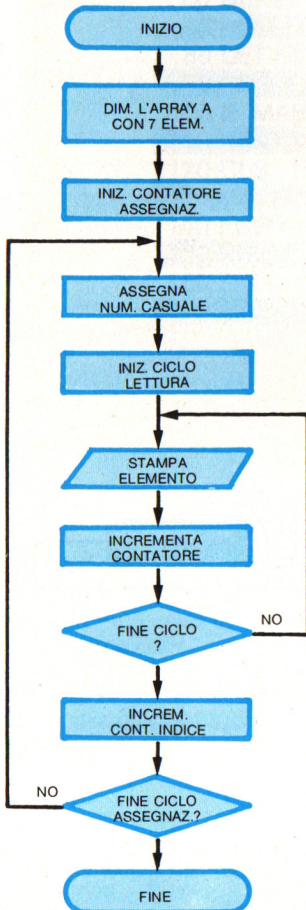 INIZIO
DIM. L'ARRAY A
CON 7 ELEM.
INIZ. CONTATORE
ASSEGNAZ.
ASSEGNA
NUM. CASUALE
INIZ. CICLO
LETTURA
STAMPA
ELEMENTO
INCREMENTA
CONTATORE
FINE CICLO
?
NO
INCREM.
CONT. INDICE
NO
FINE CICLO
ASSEGNAZ.?
FINE